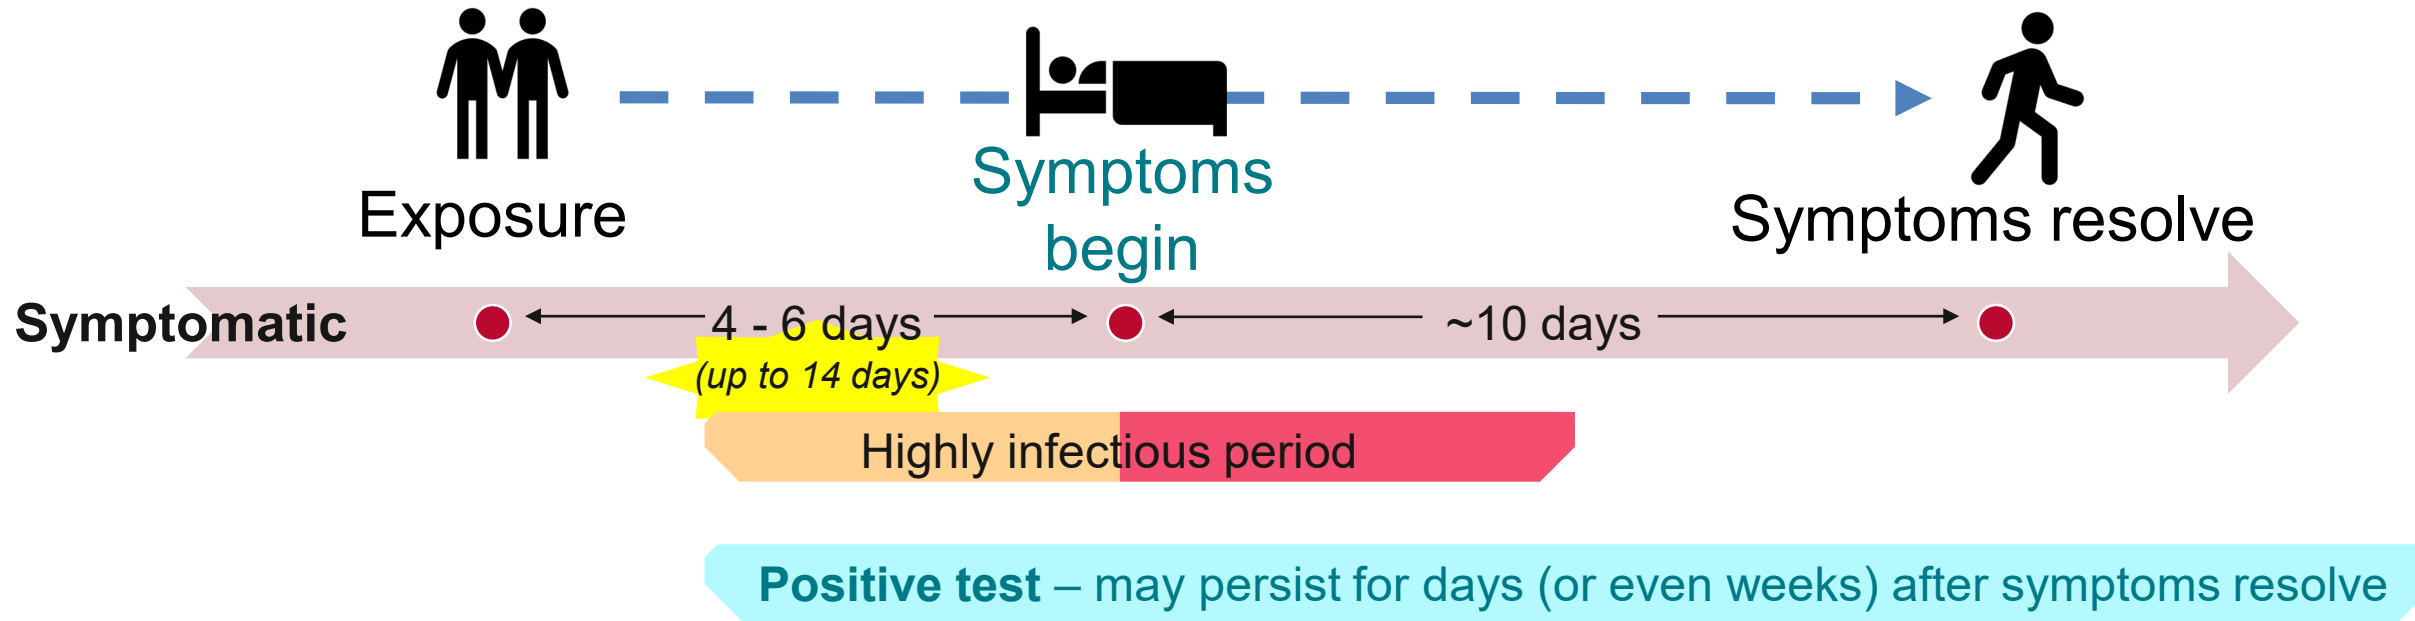 Exposure
Symptoms
begin
Symptoms resolve
Symptomatic
4 - 6 days
~10 days
(up to 14 days)
Highly infectious period
Positive test – may persist for days (or even weeks) after symptoms resolve